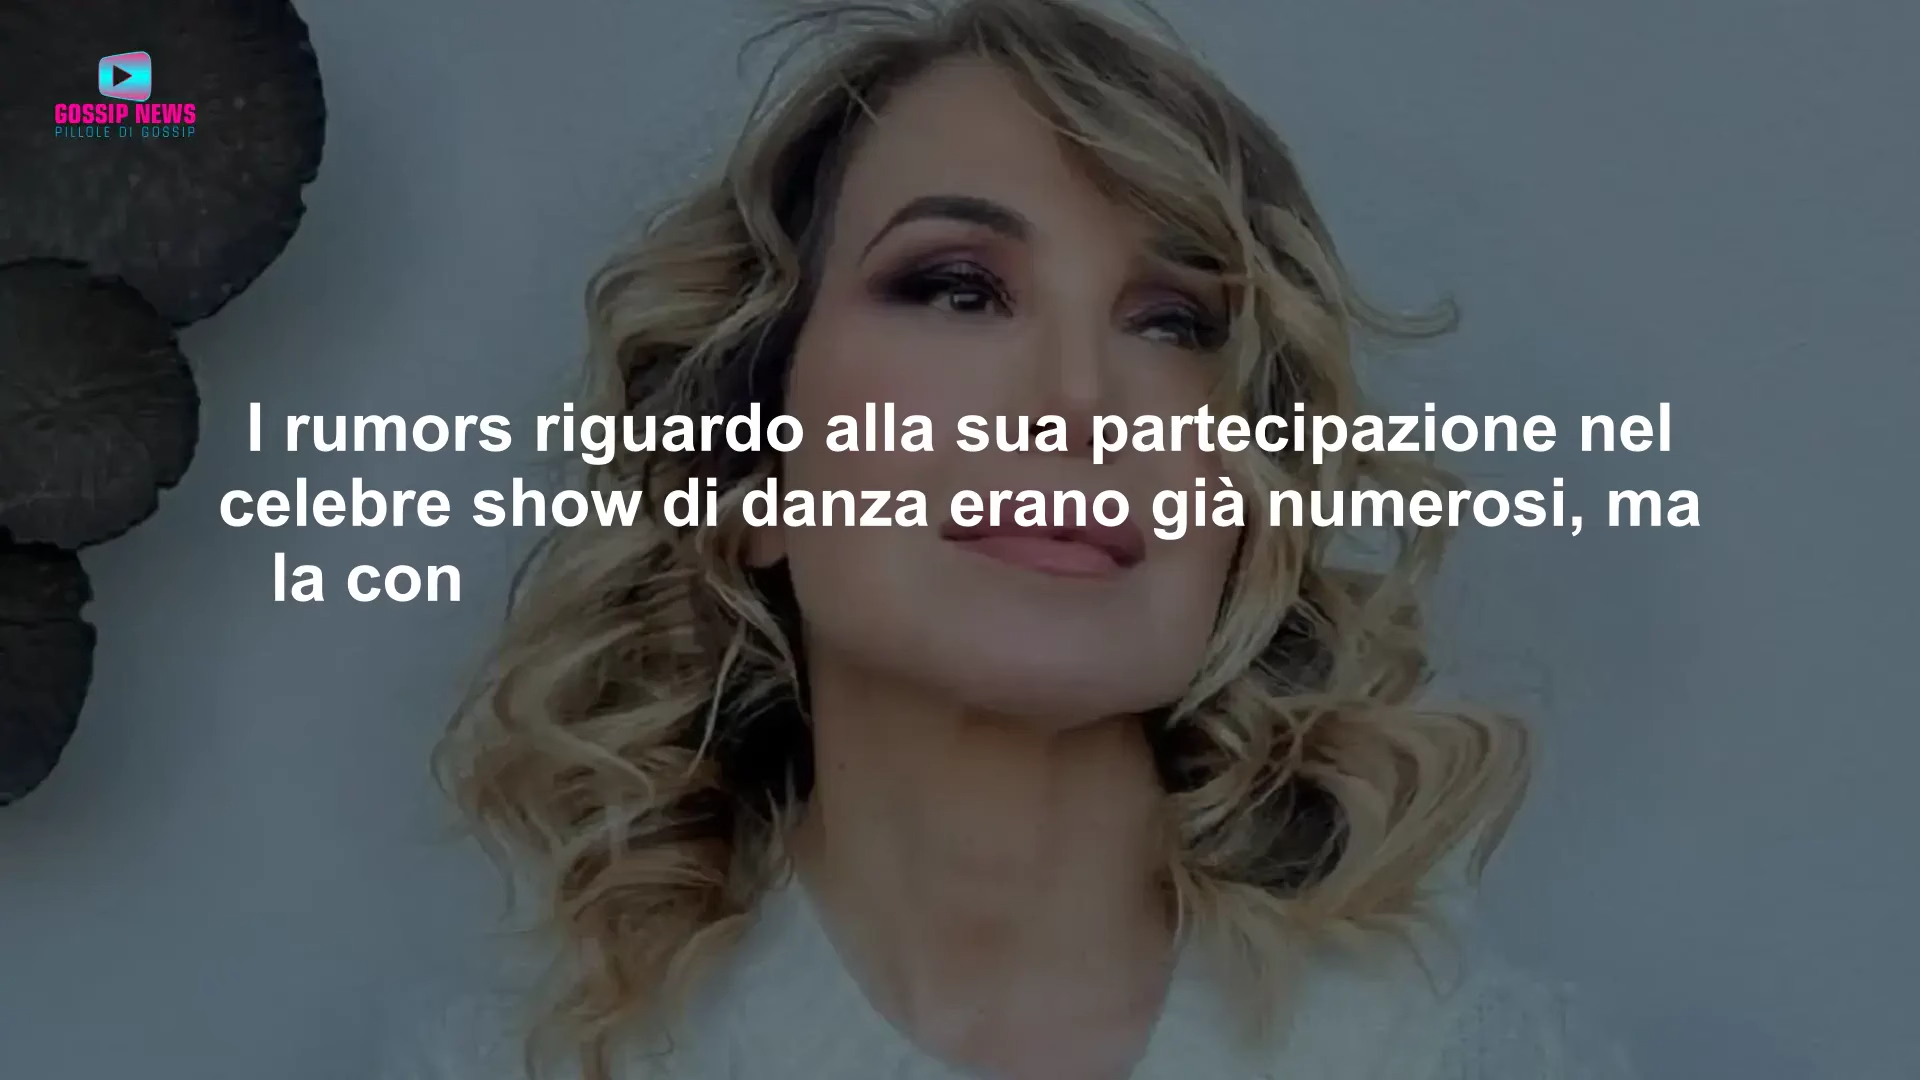 GOSSIP NEWS
PILLOLE DI GOSSIP
I rumors riguardo alla sua partecipazione nel
celebre show di danza erano già numerosi, ma
la con